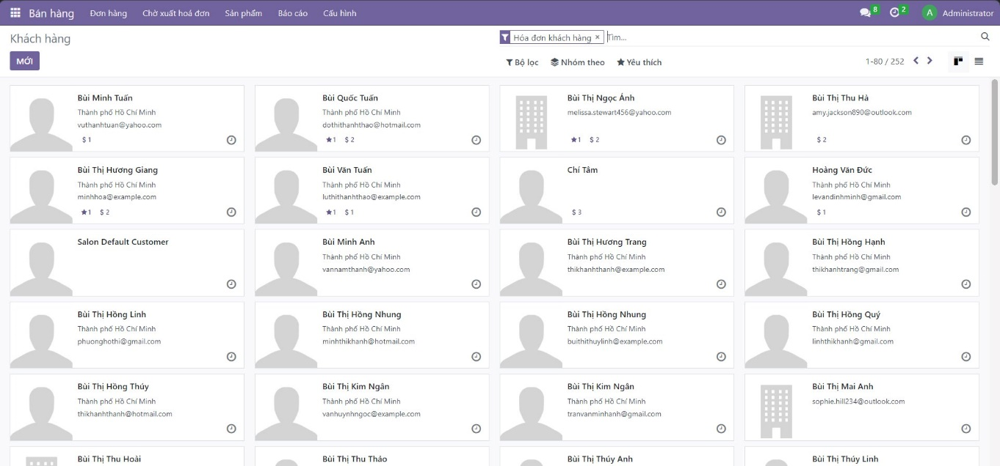 Bán hàng Đơn hàng Chờ xuất hoá đơn Sản phẩm Báo cáo Cấu hình 8 2 A Administrator
Khách hàng Hóa đơn khách hàng × Tìm...
MỚI Bộ lọc Nhóm theo Yêu thích 1-80 / 252
Bùi Minh Tuấn
Thành phố Hồ Chí Minh
vuthanhtuan@yahoo.com
$ 1
Bùi Quốc Tuấn
Thành phố Hồ Chí Minh
dothithanhthao@hotmail.com
★1 $ 2
Bùi Thị Ngọc Ánh
melissa.stewart456@yahoo.com
★1 $ 2
Bùi Thị Thu Hà
amy.jackson890@outlook.com
$ 2
Bùi Thị Hương Giang
Thành phố Hồ Chí Minh
minhhoa@example.com
★1 $ 2
Bùi Văn Tuấn
Thành phố Hồ Chí Minh
luthithanhthao@example.com
★1 $ 1
Chí Tâm
$ 3
Hoàng Văn Đức
Thành phố Hồ Chí Minh
levandinhminh@gmail.com
$ 1
Salon Default Customer
Bùi Minh Anh
Thành phố Hồ Chí Minh
vannamthanh@yahoo.com
Bùi Thị Hương Trang
Thành phố Hồ Chí Minh
thikhanhthanh@example.com
Bùi Thị Hồng Hạnh
Thành phố Hồ Chí Minh
thikhanhtrang@gmail.com
Bùi Thị Hồng Linh
Thành phố Hồ Chí Minh
phuonghothi@gmail.com
Bùi Thị Hồng Nhung
Thành phố Hồ Chí Minh
minhthikhanh@hotmail.com
Bùi Thị Hồng Nhung
Thành phố Hồ Chí Minh
buithithuylinh@example.com
Bùi Thị Hồng Quý
Thành phố Hồ Chí Minh
linhthikhanh@gmail.com
Bùi Thị Hồng Thúy
Thành phố Hồ Chí Minh
thikhanhthanh@hotmail.com
Bùi Thị Kim Ngân
Thành phố Hồ Chí Minh
vanhuynhngoc@example.com
Bùi Thị Kim Ngân
Thành phố Hồ Chí Minh
tranvanminhanh@gmail.com
Bùi Thị Mai Anh
sophie.hill234@outlook.com
Bùi Thị Thu Hoài
Bùi Thị Thu Thảo
Bùi Thị Thúy Anh
Bùi Thị Thúy Linh